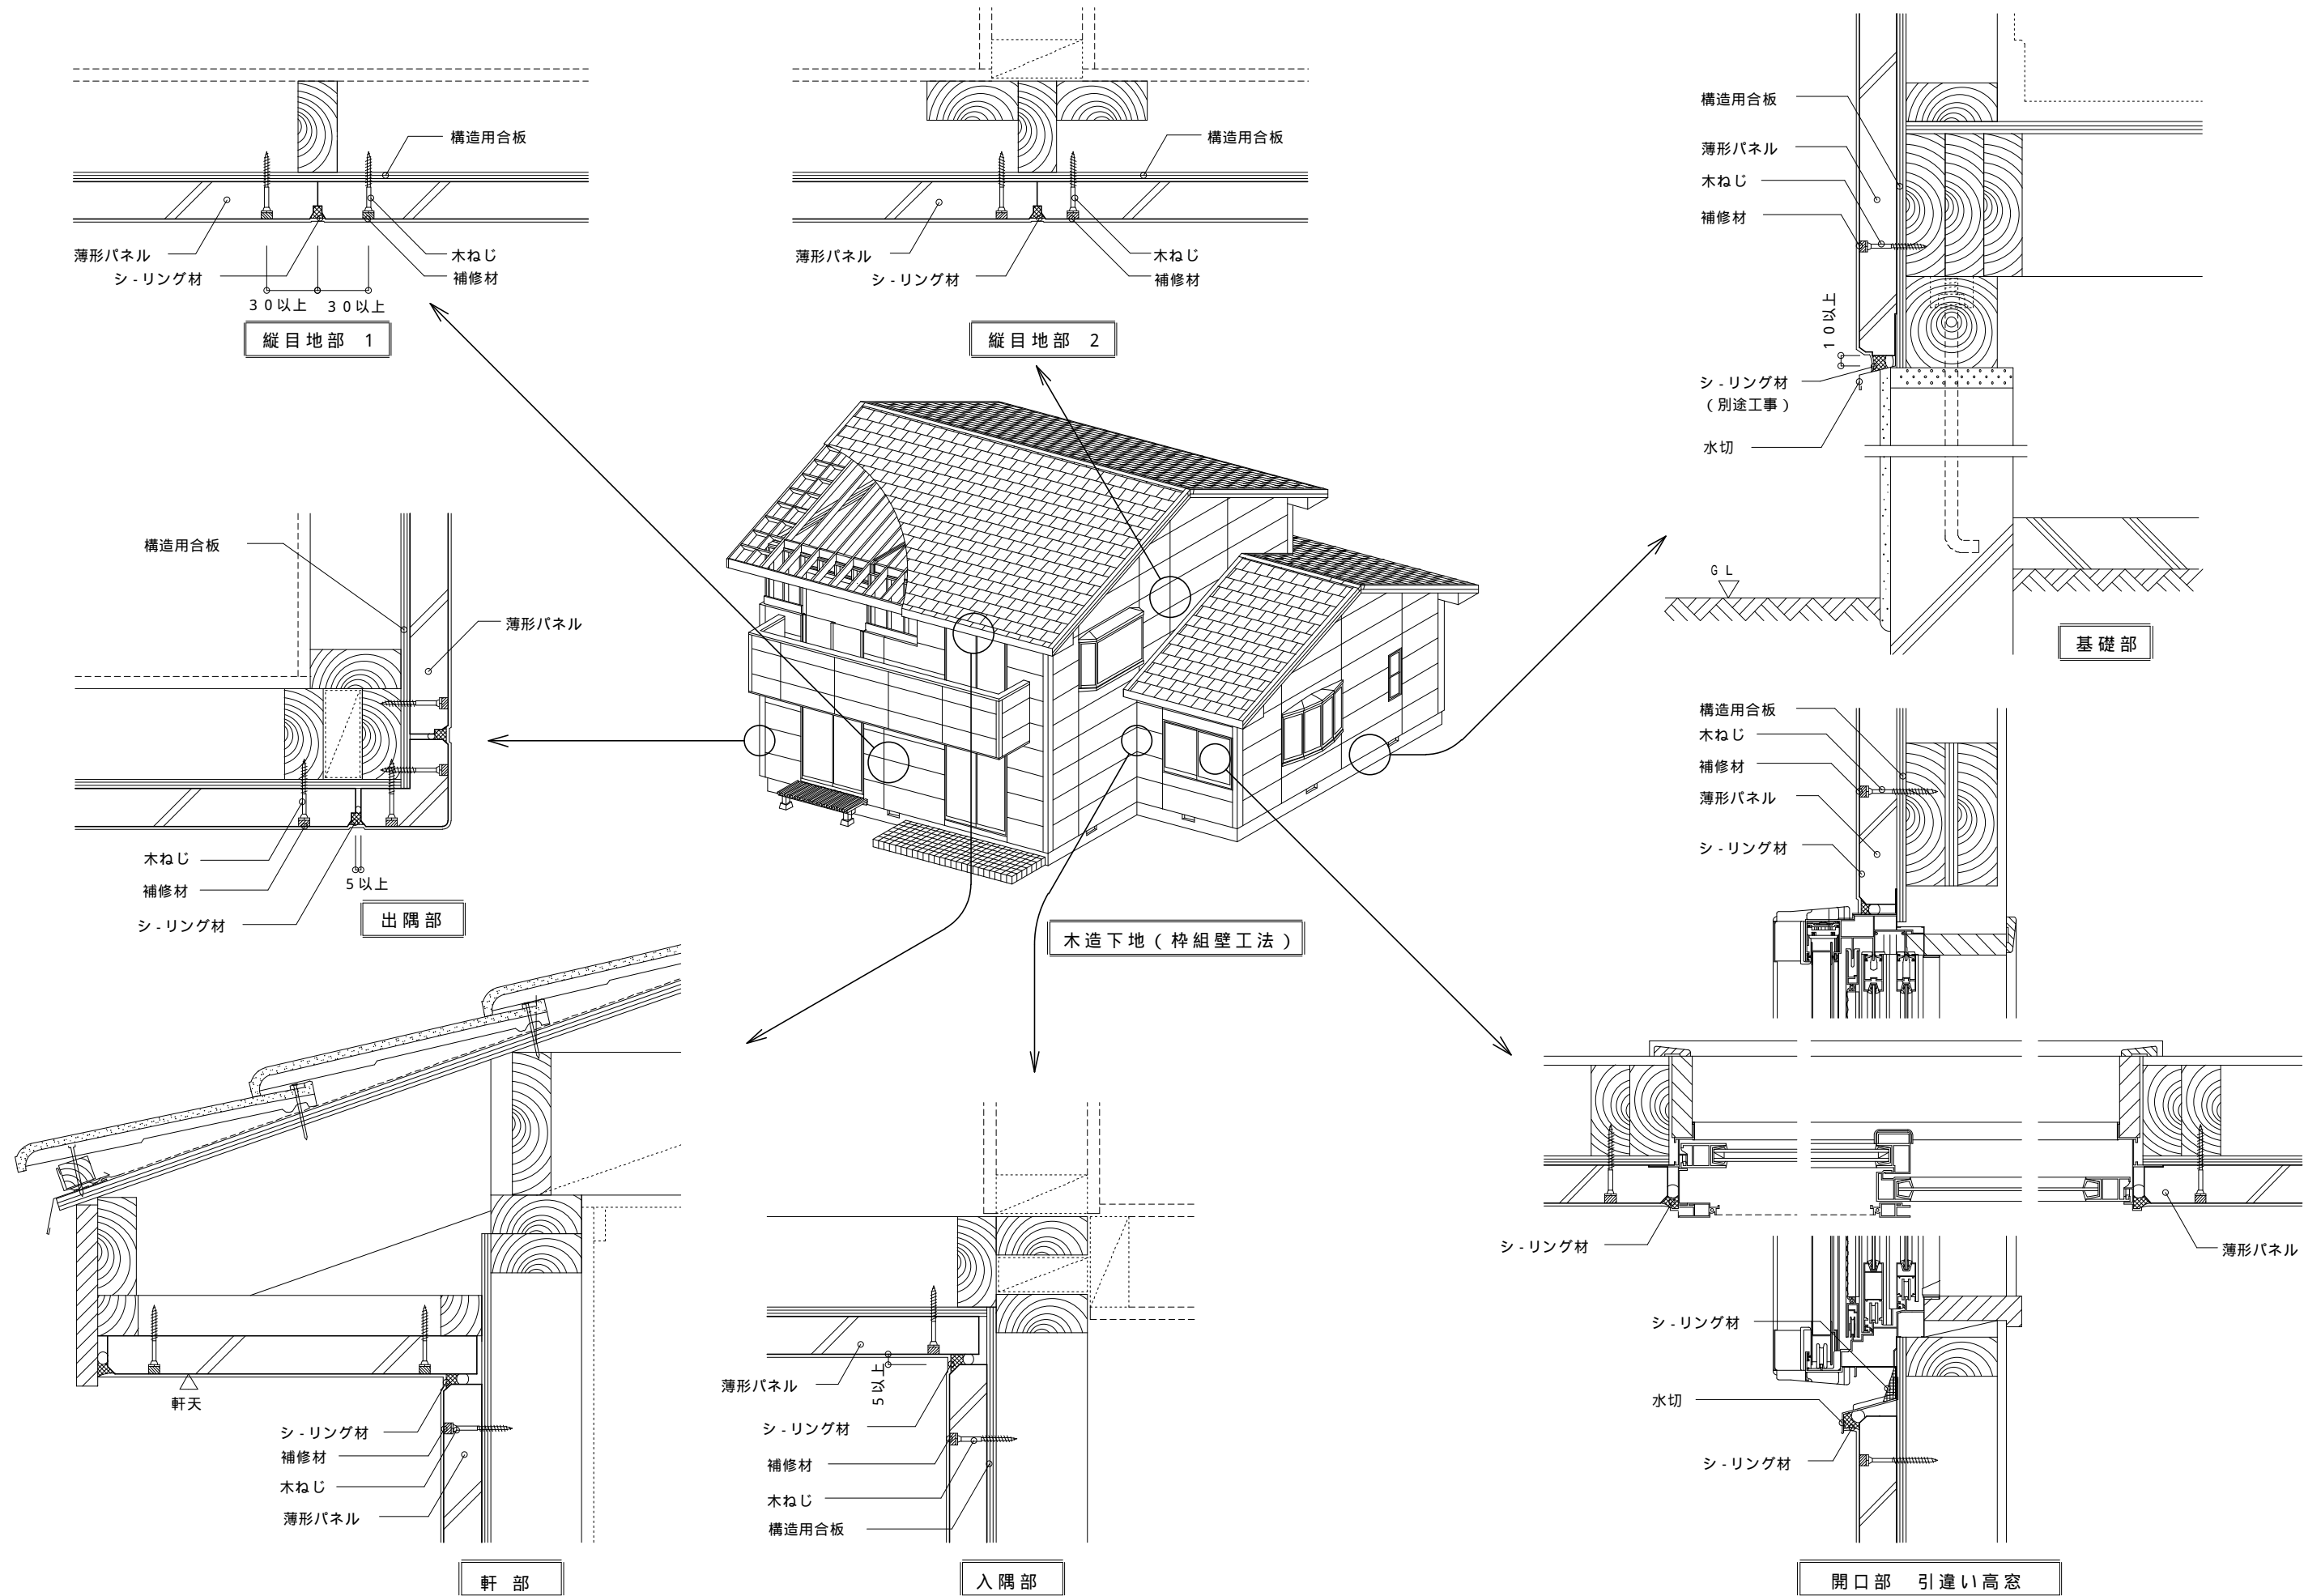 構造用合板
薄形パネル
シ-リング材
木ねじ
補修材
30以上
30以上
縦目地部 1
構造用合板
薄形パネル
シ-リング材
木ねじ
補修材
縦目地部 2
構造用合板
薄形パネル
木ねじ
補修材
10以上
シ-リング材
(別途工事)
水切
GL
基礎部
構造用合板
薄形パネル
木ねじ
補修材
シ-リング材
5以上
出隅部
木造下地(枠組壁工法)
構造用合板
木ねじ
補修材
薄形パネル
シ-リング材
シ-リング材
薄形パネル
シ-リング材
水切
シ-リング材
開口部 引違い高窓
軒天
シ-リング材
補修材
木ねじ
薄形パネル
軒 部
薄形パネル
5以上
シ-リング材
補修材
木ねじ
構造用合板
入隅部